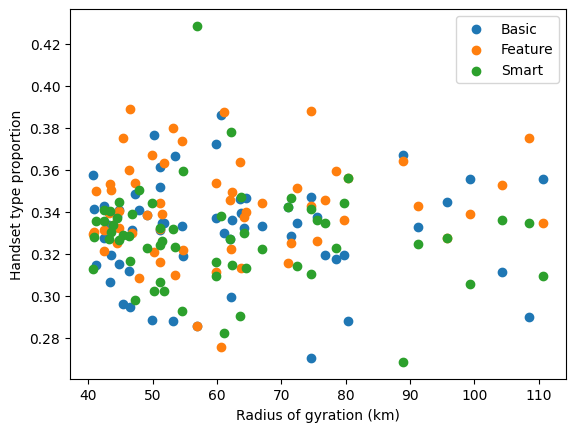 Basic
Feature
Smart
0.42
0.40
0.38
0.36
0.34
0.32
0.30
0.28
Handset type proportion
40 50 60 70 80 90 100 110
Radius of gyration (km)